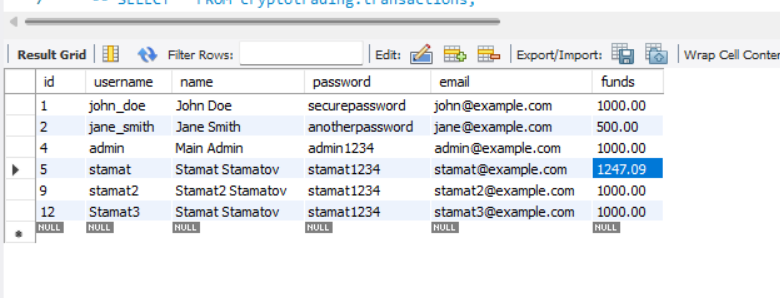 7 -- SELECT * FROM cryptotrading.transactions;
Result Grid Filter Rows: Edit: Export/Import: Wrap Cell Conten
id username name password email funds
1 john_doe John Doe securepassword john@example.com 1000.00
2 jane_smith Jane Smith anotherpassword jane@example.com 500.00
4 admin Main Admin admin1234 admin@example.com 1000.00
5 stamat Stamat Stamatov stamat1234 stamat@example.com 1247.09
9 stamat2 Stamat2 Stamatov stamat1234 stamat2@example.com 1000.00
12 Stamat3 Stamat Stamatov stamat1234 stamat3@example.com 1000.00
NULL NULL NULL NULL NULL NULL